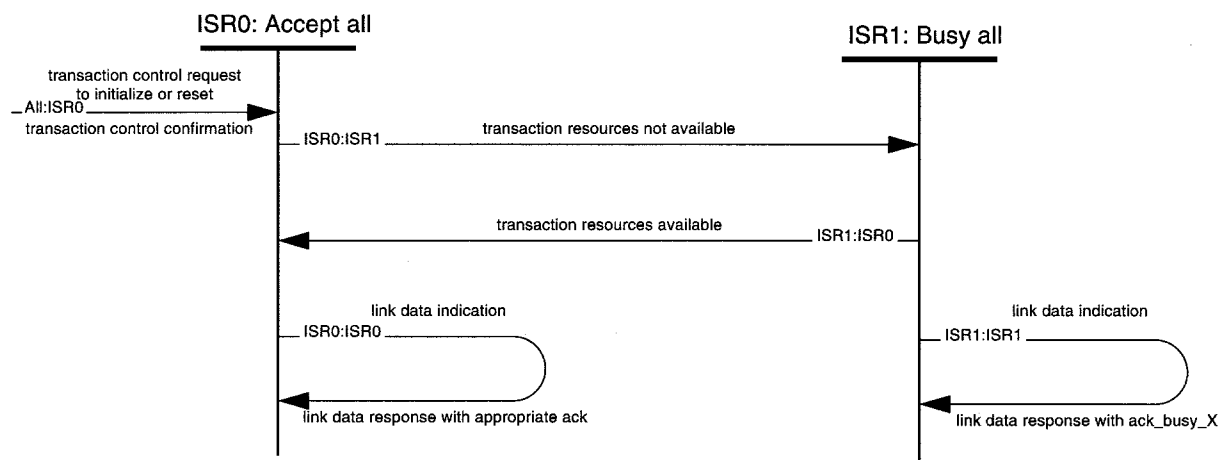 ISR0: Accept all
ISR1: Busy all
transaction control request
to initialize or reset
All:ISR0
transaction control confirmation
ISR0:ISR1
transaction resources not available
transaction resources available
ISR1:ISR0
link data indication
ISR0:ISR0
link data response with appropriate ack
link data indication
ISR1:ISR1
link data response with ack_busy_X